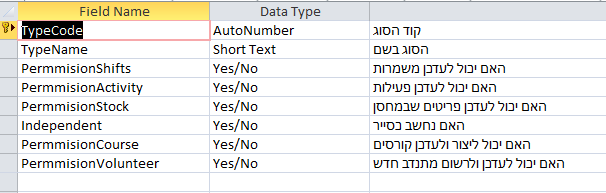 Field Name Data Type
TypeCode AutoNumber קוד הסוג
TypeName Short Text הסוג בשם
PermmisionShifts Yes/No האם יכול לעדכן משמרות
PermmisionActivity Yes/No האם יכול לעדכן פעילות
PermmisionStock Yes/No האם יכול לעדכן פריטים שבמחסן
Independent Yes/No האם נחשב כסייר
PermmisionCourse Yes/No האם יכול ליצור ולעדכן קורסים
PermmisionVolunteer Yes/No האם יכול לעדכן ולרשום מתנדב חדש